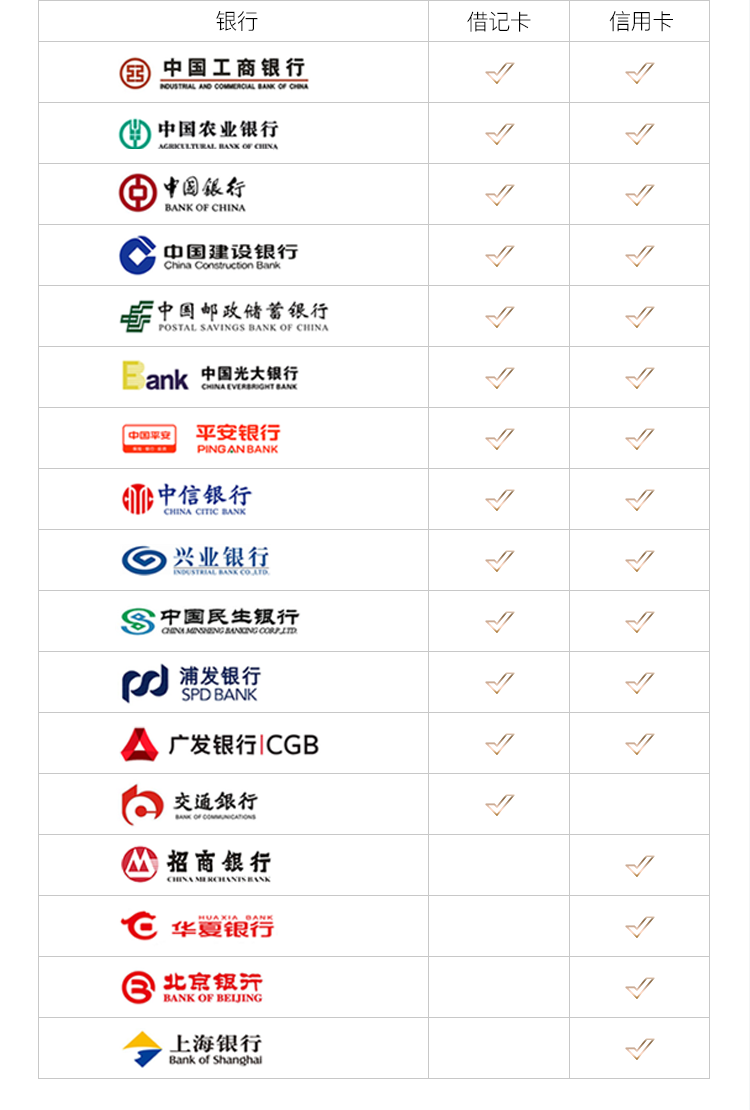 银行 借记卡 信用卡
中国工商银行
INDUSTRIAL AND COMMERCIAL BANK OF CHINA
中国农业银行
AGRICULTURAL BANK OF CHINA
中国银行
BANK OF CHINA
中国建设银行
China Construction Bank
中国邮政储蓄银行
POSTAL SAVINGS BANK OF CHINA
Bank 中国光大银行
CHINA EVERBRIGHT BANK
中国平安 平安银行
PING AN BANK
中信银行
CHINA CITIC BANK
兴业银行
INDUSTRIAL BANK CO.,LTD.
中国民生银行
CHINA MINSHENG BANKING CORP.,LTD.
浦发银行
SPD BANK
广发银行|CGB
交通银行
BANK OF COMMUNICATIONS
招商银行
CHINA MERCHANTS BANK
HUAXIA BANK
华夏银行
北京银行
BANK OF BEIJING
上海银行
Bank of Shanghai